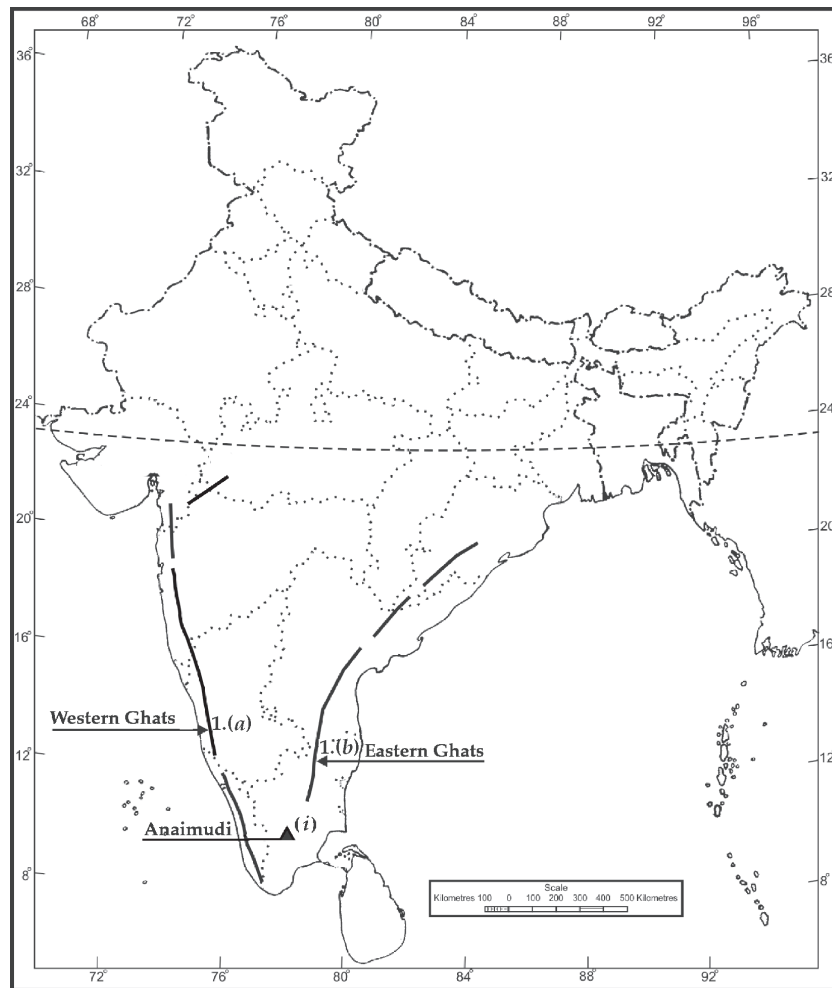 68° 72° 76° 80° 84° 88° 92° 96°
36° 36°
32° 32°
28° 28°
24° 24°
20° 20°
16° 16°
Western Ghats 1.(a)
1.(b) Eastern Ghats
12° 12°
Anaimudi (i)
8° 8°
Scale
Kilometres 100 0 100 200 300 400 500 Kilometres
72° 76° 80° 84° 88° 92°